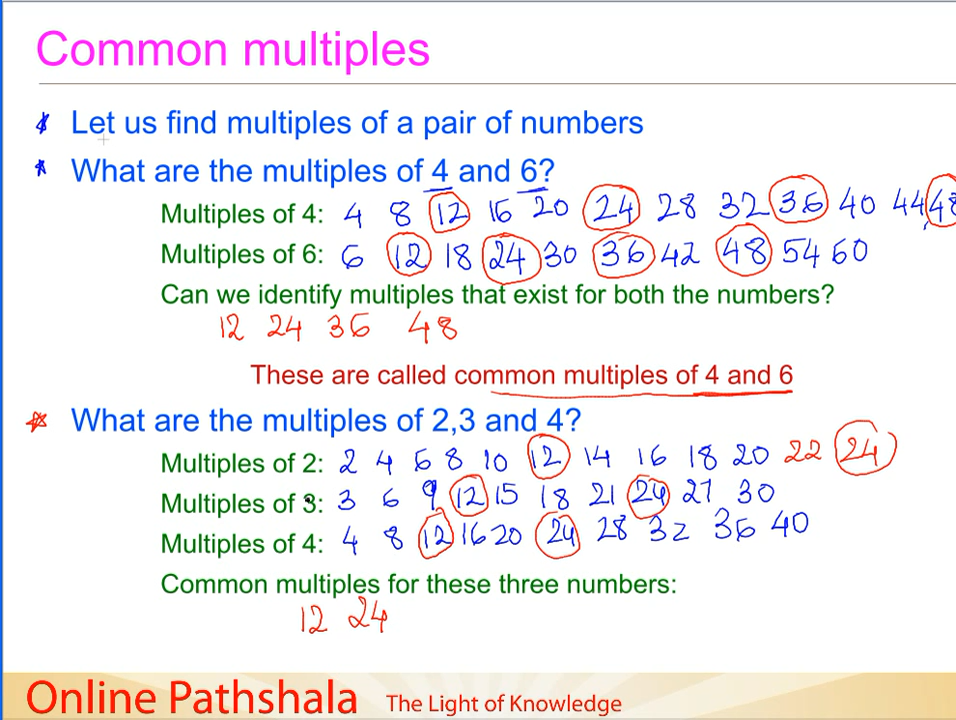 Common multiples
Let us find multiples of a pair of numbers
What are the multiples of 4 and 6?
Multiples of 4: 4 8 12 16 20 24 28 32 36 40 44, 48
Multiples of 6: 6 12 18 24 30 36 42 48 54 60
Can we identify multiples that exist for both the numbers?
12 24 36 48
These are called common multiples of 4 and 6
What are the multiples of 2,3 and 4?
Multiples of 2: 2 4 6 8 10 12 14 16 18 20 22 24
Multiples of 3: 3 6 9 12 15 18 21 24 27 30
Multiples of 4: 4 8 12 16 20 24 28 32 36 40
Common multiples for these three numbers:
12 24
Online Pathshala The Light of Knowledge